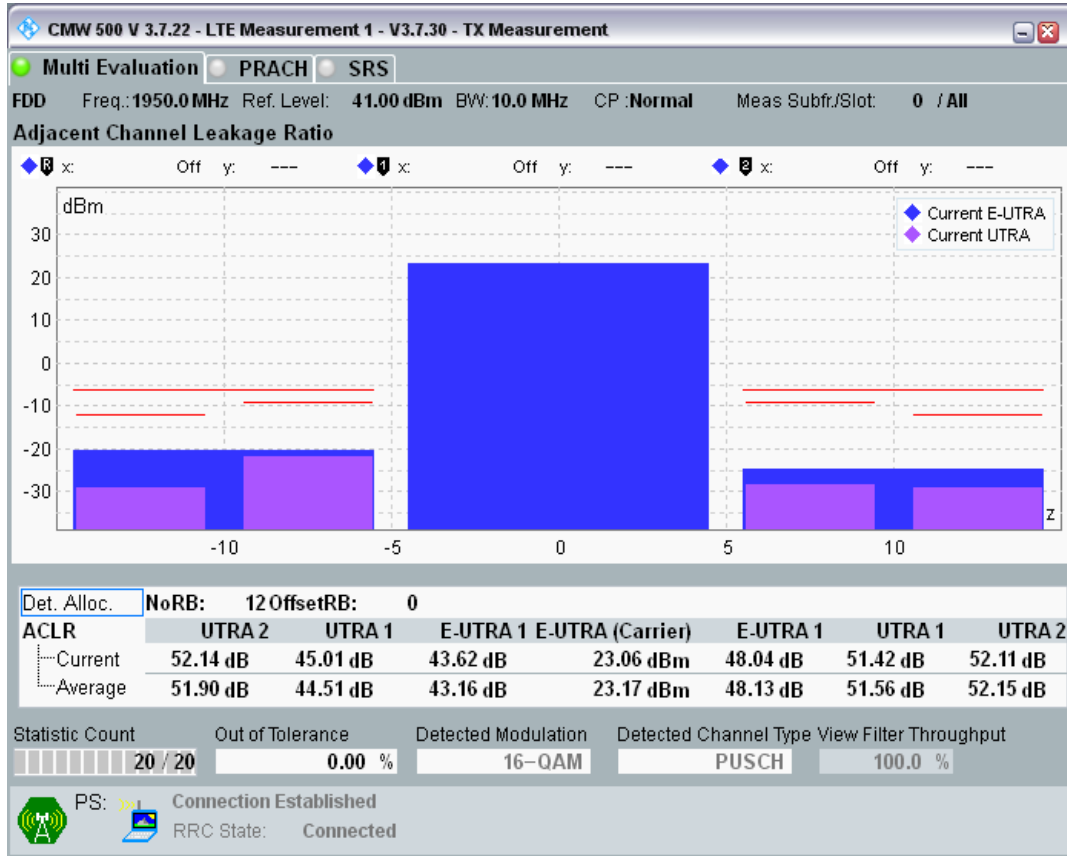 CMW 500 V 3.7.22 - LTE Measurement 1 - V3.7.30 - TX Measurement
Multi Evaluation PRACH SRS
FDD Freq.: 1950.0 MHz Ref. Level: 41.00 dBm BW: 10.0 MHz CP :Normal Meas Subfr./Slot: 0 / All
Adjacent Channel Leakage Ratio
R x: Off y: --- 1 x: Off y: --- 2 x: Off y: ---
dBm
Current E-UTRA
Current UTRA
30
20
10
0
-10
-20
-30
z
-10 -5 0 5 10
Det. Alloc. NoRB: 12 OffsetRB: 0
ACLR UTRA 2 UTRA 1 E-UTRA 1 E-UTRA (Carrier) E-UTRA 1 UTRA 1 UTRA 2
Current 52.14 dB 45.01 dB 43.62 dB 23.06 dBm 48.04 dB 51.42 dB 52.11 dB
Average 51.90 dB 44.51 dB 43.16 dB 23.17 dBm 48.13 dB 51.56 dB 52.15 dB
Statistic Count Out of Tolerance Detected Modulation Detected Channel Type View Filter Throughput
20 / 20 0.00 % 16-QAM PUSCH 100.0 %
PS: Connection Established
RRC State: Connected